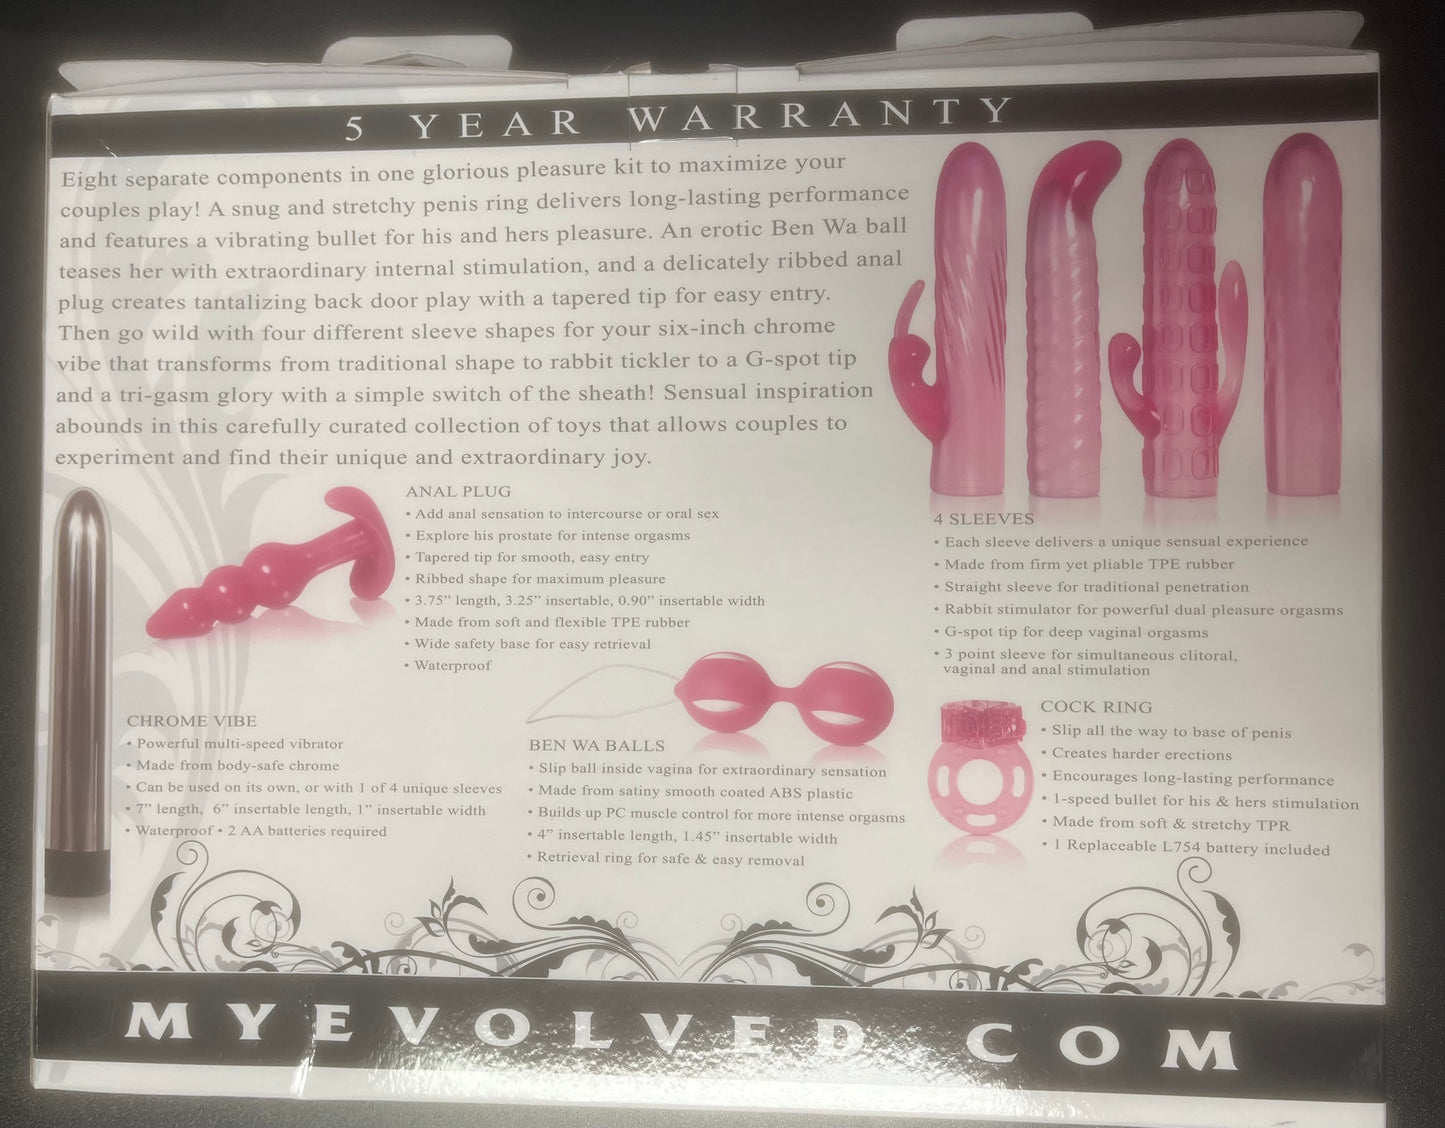 5 YEAR WARRANTY
Eight separate components in one glorious pleasure kit to maximize your
couples play! A snug and stretchy penis ring delivers long-lasting performance
and features a vibrating bullet for his and hers pleasure. An erotic Ben Wa ball
teases her with extraordinary internal stimulation, and a delicately ribbed anal
plug creates tantalizing back door play with a tapered tip for easy entry.
Then go wild with four different sleeve shapes for your six-inch chrome
vibe that transforms from traditional shape to rabbit tickler to a G-spot tip
and a tri-gasm glory with a simple switch of the sheath! Sensual inspiration
abounds in this carefully curated collection of toys that allows couples to
experiment and find their unique and extraordinary joy.
ANAL PLUG
• Add anal sensation to intercourse or oral sex
• Explore his prostate for intense orgasms
• Tapered tip for smooth, easy entry
• Ribbed shape for maximum pleasure
• 3.75” length, 3.25” insertable, 0.90” insertable width
• Made from soft and flexible TPE rubber
• Wide safety base for easy retrieval
• Waterproof
4 SLEEVES
• Each sleeve delivers a unique sensual experience
• Made from firm yet pliable TPE rubber
• Straight sleeve for traditional penetration
• Rabbit stimulator for powerful dual pleasure orgasms
• G-spot tip for deep vaginal orgasms
• 3 point sleeve for simultaneous clitoral,
vaginal and anal stimulation
CHROME VIBE
• Powerful multi-speed vibrator
• Made from body-safe chrome
• Can be used on its own, or with 1 of 4 unique sleeves
• 7” length, 6” insertable length, 1” insertable width
• Waterproof • 2 AA batteries required
BEN WA BALLS
• Slip ball inside vagina for extraordinary sensation
• Made from satiny smooth coated ABS plastic
• Builds up PC muscle control for more intense orgasms
• 4” insertable length, 1.45” insertable width
• Retrieval ring for safe & easy removal
COCK RING
• Slip all the way to base of penis
• Creates harder erections
• Encourages long-lasting performance
• 1-speed bullet for his & hers stimulation
• Made from soft & stretchy TPR
• 1 Replaceable L754 battery included
MYEVOLVED.COM